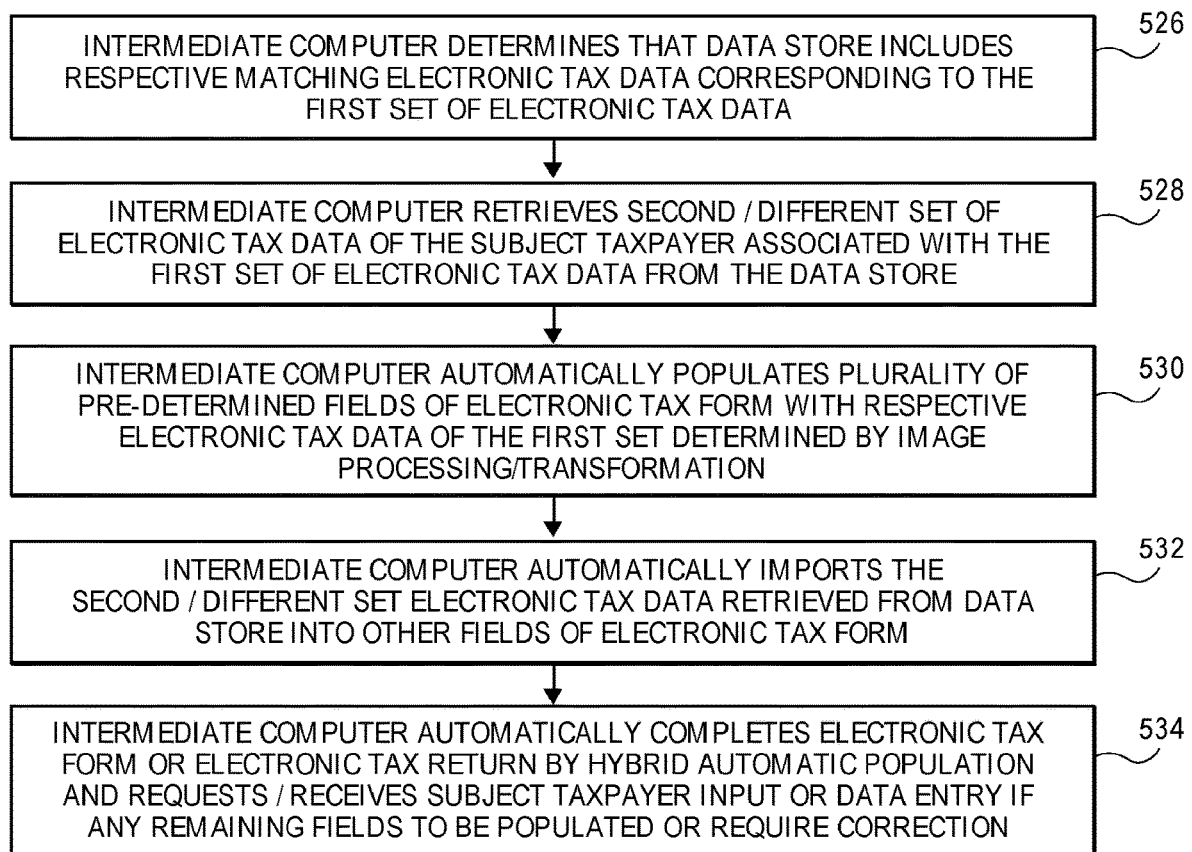 526
INTERMEDIATE COMPUTER DETERMINES THAT DATA STORE INCLUDES
RESPECTIVE MATCHING ELECTRONIC TAX DATA CORRESPONDING TO THE
FIRST SET OF ELECTRONIC TAX DATA
528
INTERMEDIATE COMPUTER RETRIEVES SECOND / DIFFERENT SET OF
ELECTRONIC TAX DATA OF THE SUBJECT TAXPAYER ASSOCIATED WITH THE
FIRST SET OF ELECTRONIC TAX DATA FROM THE DATA STORE
530
INTERMEDIATE COMPUTER AUTOMATICALLY POPULATES PLURALITY OF
PRE-DETERMINED FIELDS OF ELECTRONIC TAX FORM WITH RESPECTIVE
ELECTRONIC TAX DATA OF THE FIRST SET DETERMINED BY IMAGE
PROCESSING/TRANSFORMATION
532
INTERMEDIATE COMPUTER AUTOMATICALLY IMPORTS THE
SECOND / DIFFERENT SET ELECTRONIC TAX DATA RETRIEVED FROM DATA
STORE INTO OTHER FIELDS OF ELECTRONIC TAX FORM
534
INTERMEDIATE COMPUTER AUTOMATICALLY COMPLETES ELECTRONIC TAX
FORM OR ELECTRONIC TAX RETURN BY HYBRID AUTOMATIC POPULATION
AND REQUESTS / RECEIVES SUBJECT TAXPAYER INPUT OR DATA ENTRY IF
ANY REMAINING FIELDS TO BE POPULATED OR REQUIRE CORRECTION